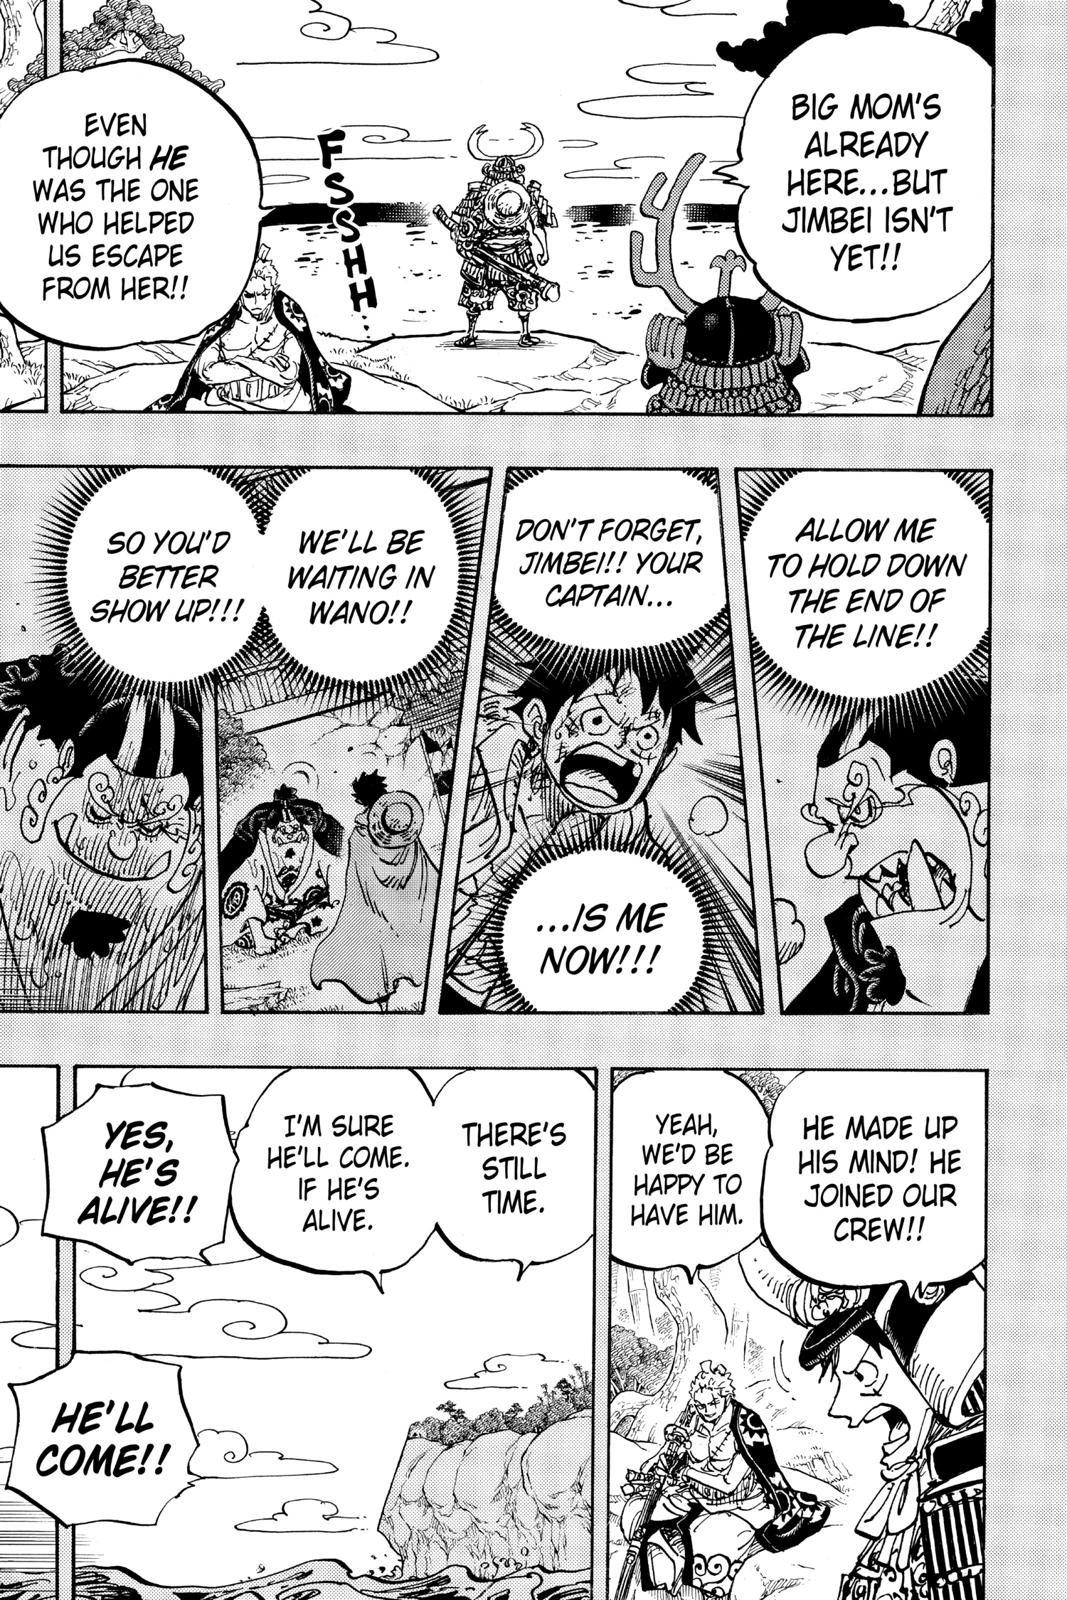 BIG MOM'S
ALREADY
HERE...BUT
JIMBEI ISN'T
YET!!
FSSHH
EVEN
THOUGH HE
WAS THE ONE
WHO HELPED
US ESCAPE
FROM HER!!
ALLOW ME
TO HOLD DOWN
THE END OF
THE LINE!!
DON'T FORGET,
JIMBEI!! YOUR
CAPTAIN...
...IS ME
NOW!!!
WE'LL BE
WAITING IN
WANO!!
SO YOU'D
BETTER
SHOW UP!!!
HE MADE UP
HIS MIND! HE
JOINED OUR
CREW!!
YEAH,
WE'D BE
HAPPY TO
HAVE HIM.
THERE'S
STILL
TIME.
I'M SURE
HE'LL COME.
IF HE'S
ALIVE.
YES,
HE'S
ALIVE!!
HE'LL
COME!!